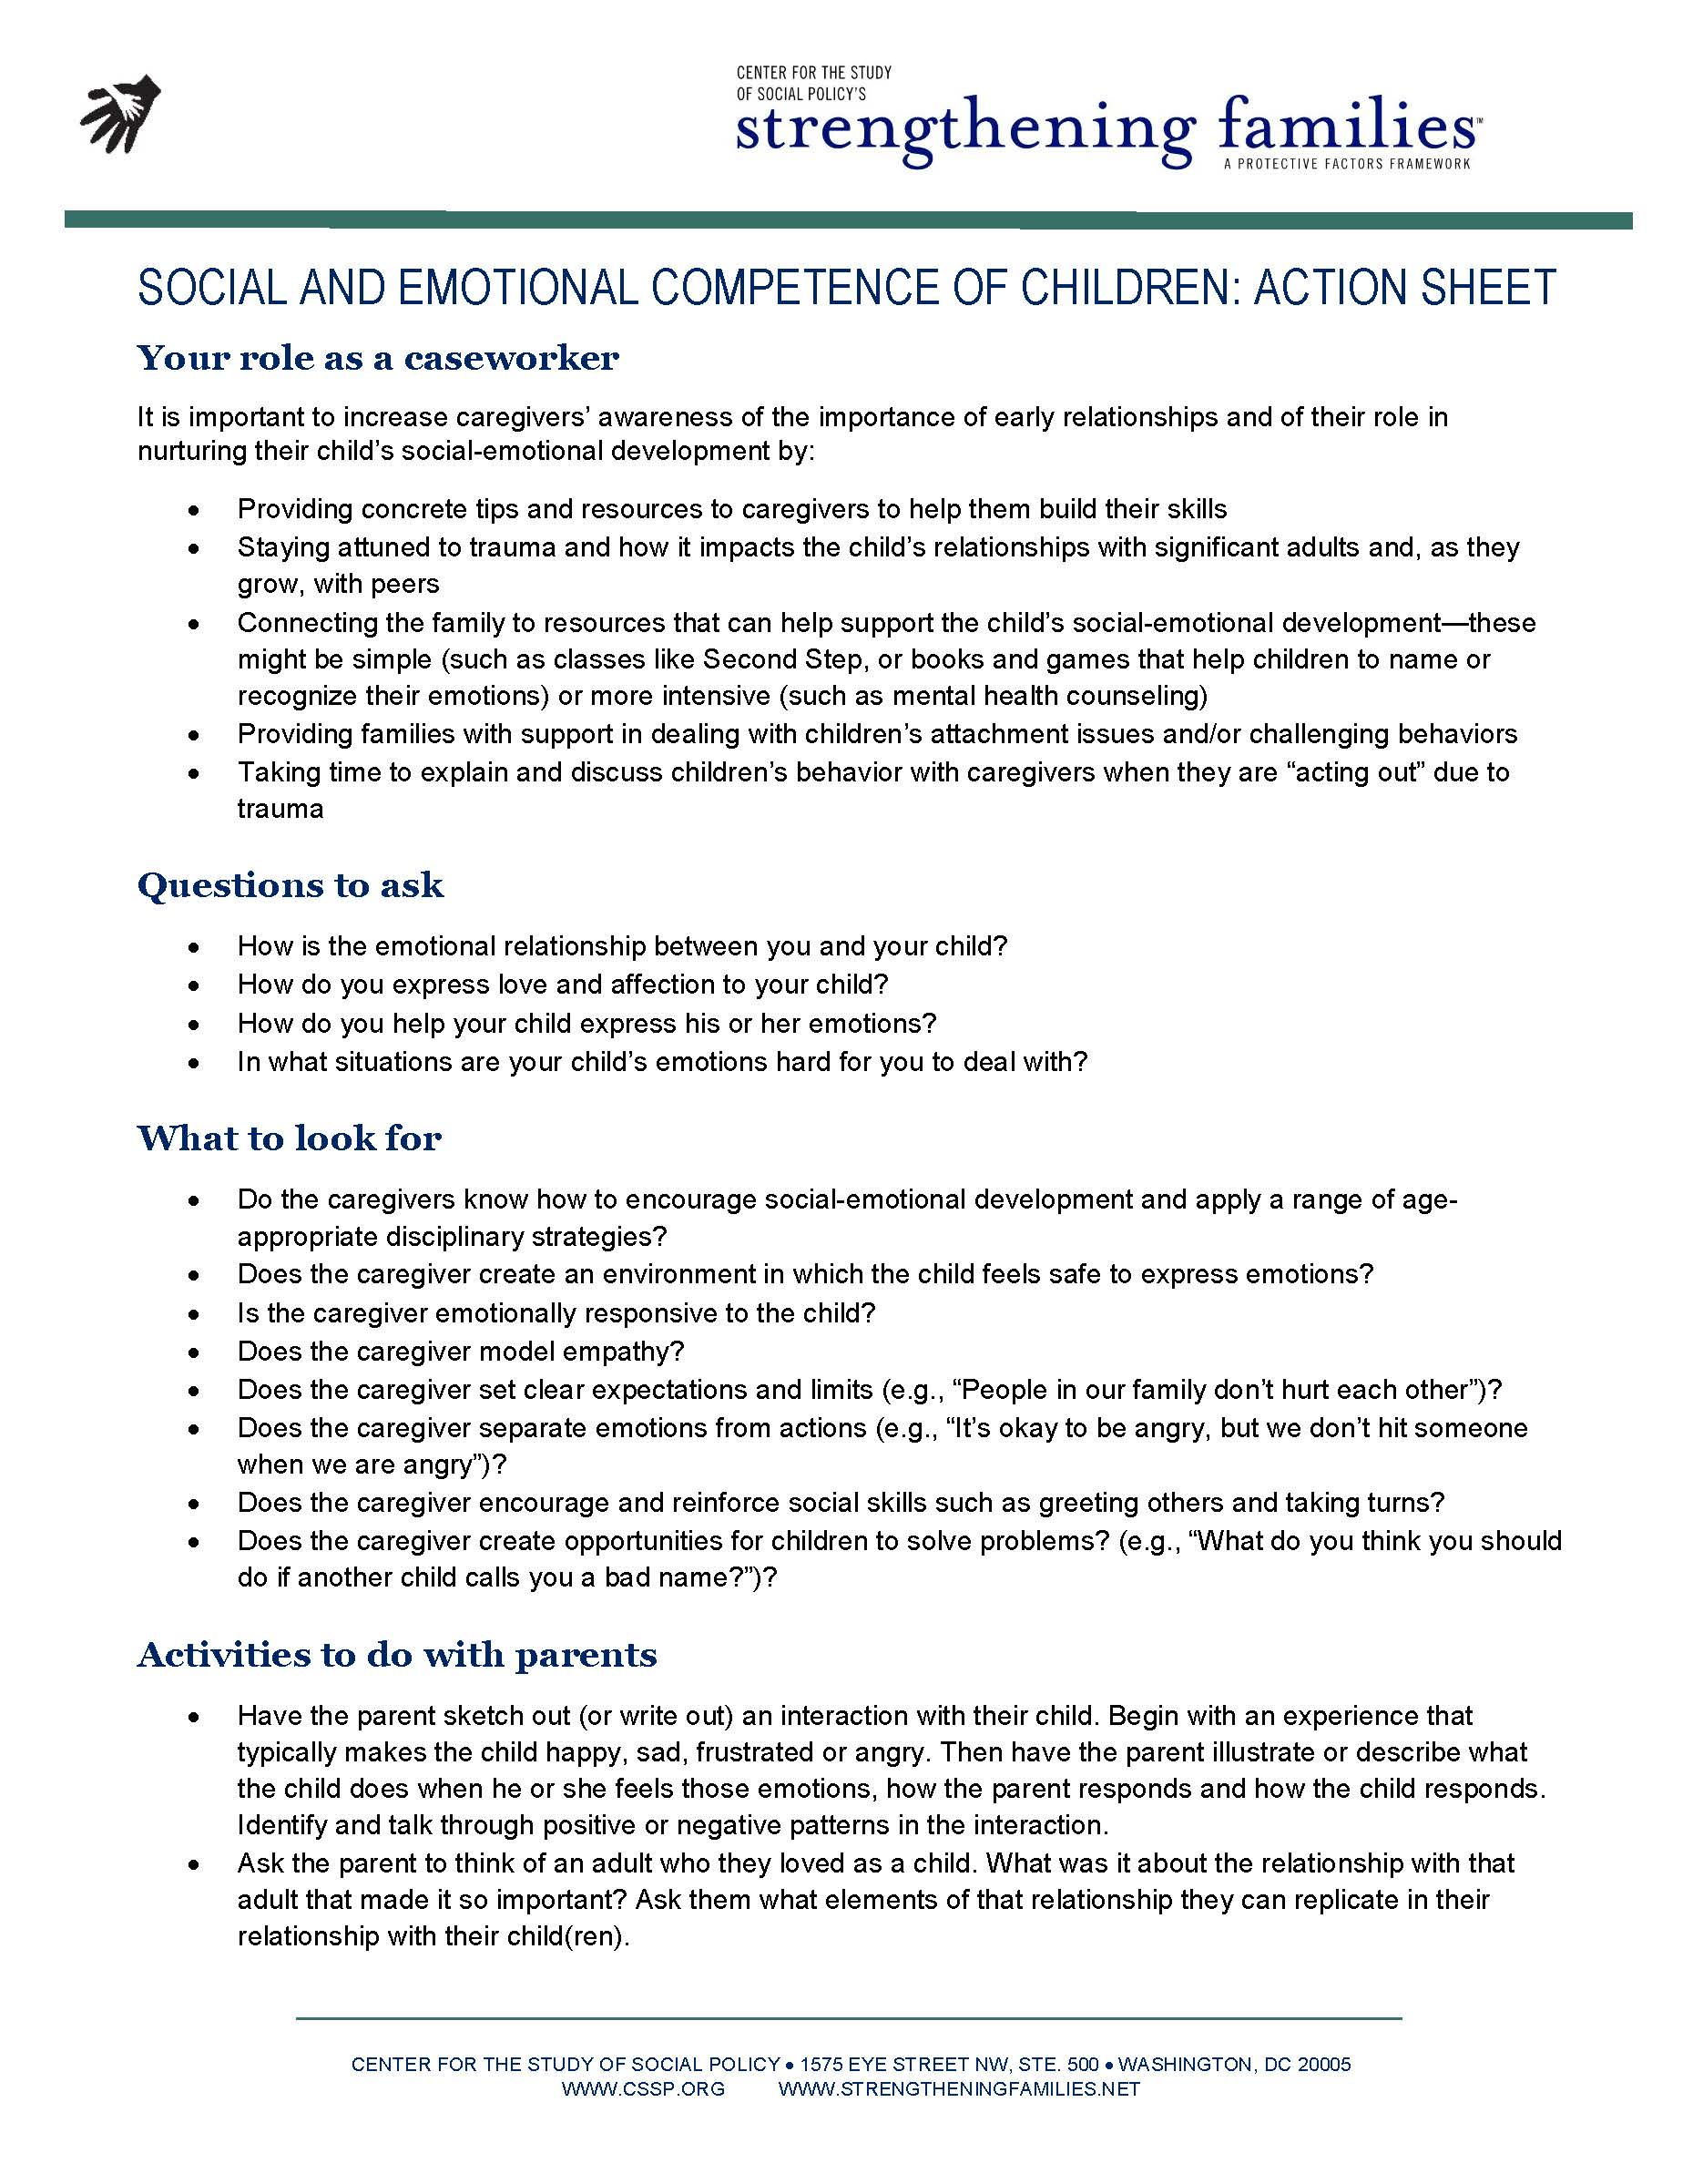 CENTER FOR THE STUDY
OF SOCIAL POLICY'S
strengthening families™
A PROTECTIVE FACTORS FRAMEWORK
SOCIAL AND EMOTIONAL COMPETENCE OF CHILDREN: ACTION SHEET
Your role as a caseworker
It is important to increase caregivers’ awareness of the importance of early relationships and of their role in
nurturing their child’s social-emotional development by:
• Providing concrete tips and resources to caregivers to help them build their skills
• Staying attuned to trauma and how it impacts the child’s relationships with significant adults and, as they
grow, with peers
• Connecting the family to resources that can help support the child’s social-emotional development—these
might be simple (such as classes like Second Step, or books and games that help children to name or
recognize their emotions) or more intensive (such as mental health counseling)
• Providing families with support in dealing with children’s attachment issues and/or challenging behaviors
• Taking time to explain and discuss children’s behavior with caregivers when they are “acting out” due to
trauma
Questions to ask
• How is the emotional relationship between you and your child?
• How do you express love and affection to your child?
• How do you help your child express his or her emotions?
• In what situations are your child’s emotions hard for you to deal with?
What to look for
• Do the caregivers know how to encourage social-emotional development and apply a range of age-
appropriate disciplinary strategies?
• Does the caregiver create an environment in which the child feels safe to express emotions?
• Is the caregiver emotionally responsive to the child?
• Does the caregiver model empathy?
• Does the caregiver set clear expectations and limits (e.g., “People in our family don’t hurt each other”)?
• Does the caregiver separate emotions from actions (e.g., “It’s okay to be angry, but we don’t hit someone
when we are angry”)?
• Does the caregiver encourage and reinforce social skills such as greeting others and taking turns?
• Does the caregiver create opportunities for children to solve problems? (e.g., “What do you think you should
do if another child calls you a bad name?”)?
Activities to do with parents
• Have the parent sketch out (or write out) an interaction with their child. Begin with an experience that
typically makes the child happy, sad, frustrated or angry. Then have the parent illustrate or describe what
the child does when he or she feels those emotions, how the parent responds and how the child responds.
Identify and talk through positive or negative patterns in the interaction.
• Ask the parent to think of an adult who they loved as a child. What was it about the relationship with that
adult that made it so important? Ask them what elements of that relationship they can replicate in their
relationship with their child(ren).
CENTER FOR THE STUDY OF SOCIAL POLICY • 1575 EYE STREET NW, STE. 500 • WASHINGTON, DC 20005
WWW.CSSP.ORG WWW.STRENGTHENINGFAMILIES.NET